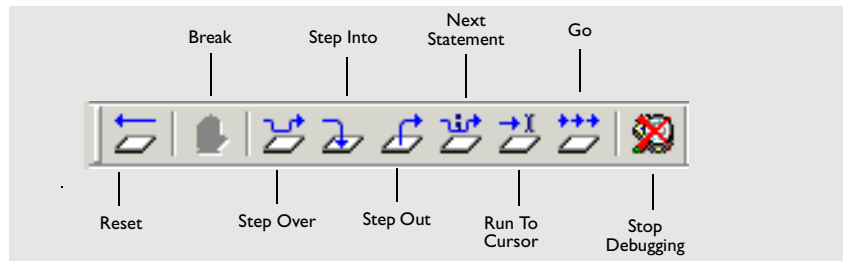 Break
Step Into
Next
Statement
Go
Reset
Step Over
Step Out
Run To
Cursor
Stop
Debugging